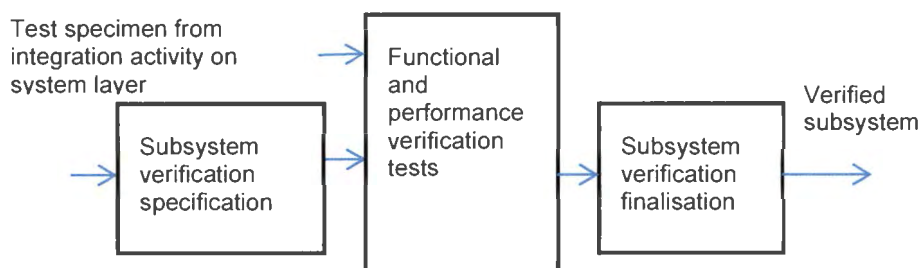 Test specimen from
integration activity on
system layer
Functional
and
performance
verification
tests
Subsystem
verification
specification
Subsystem
verification
finalisation
Verified
subsystem